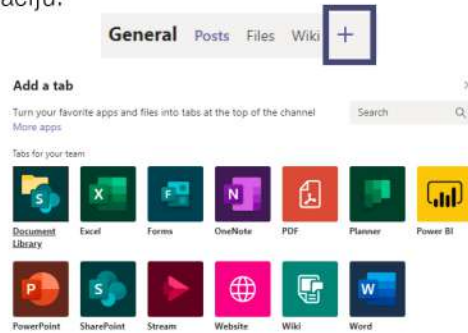 aciju.
General Posts Files Wiki +
Add a tab
Turn your favorite apps and files into tabs at the top of the channel
More apps
Search
Tabs for your team
Document Library
Excel
Forms
OneNote
PDF
Planner
Power BI
PowerPoint
SharePoint
Stream
Website
Wiki
Word